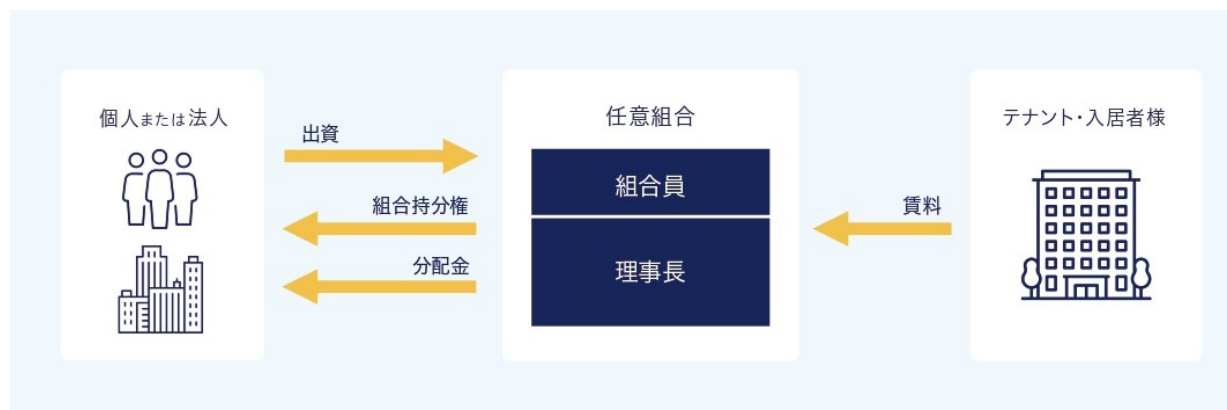 個人または法人
出資
組合持分権
分配金
任意組合
組合員
理事長
賃料
テナント・入居者様